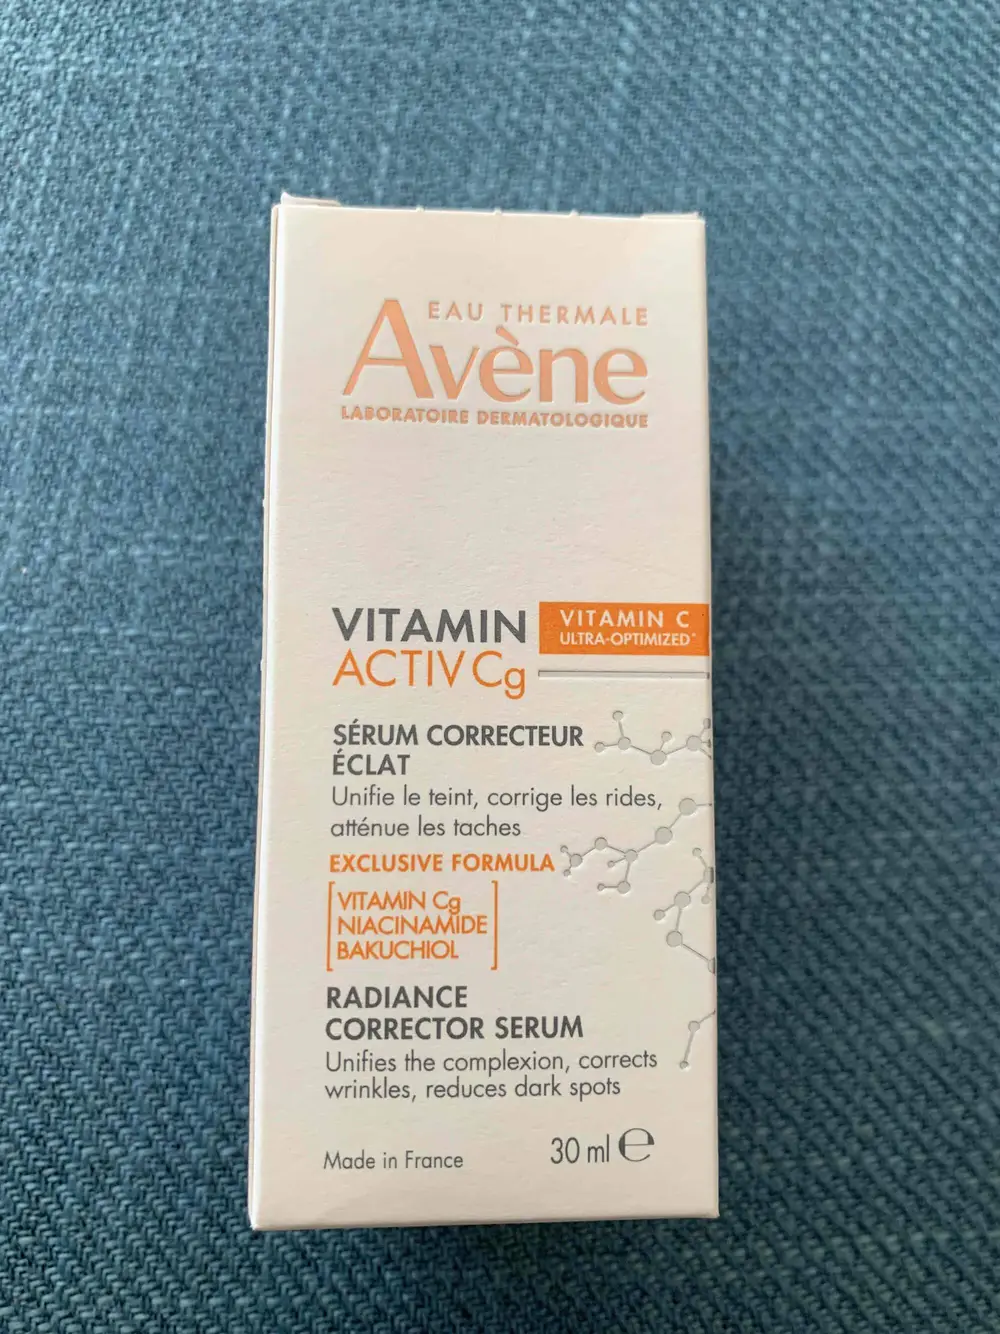 EAU THERMALE
Avène
LABORATOIRE DERMATOLOGIQUE
VITAMIN
ACTIV Cg
VITAMIN C
ULTRA-OPTIMIZED*
SÉRUM CORRECTEUR
ÉCLAT
Unifie le teint, corrige les rides,
atténue les taches
EXCLUSIVE FORMULA
VITAMIN Cg
NIACINAMIDE
BAKUCHIOL
RADIANCE
CORRECTOR SERUM
Unifies the complexion, corrects
wrinkles, reduces dark spots
Made in France
30 ml ℮